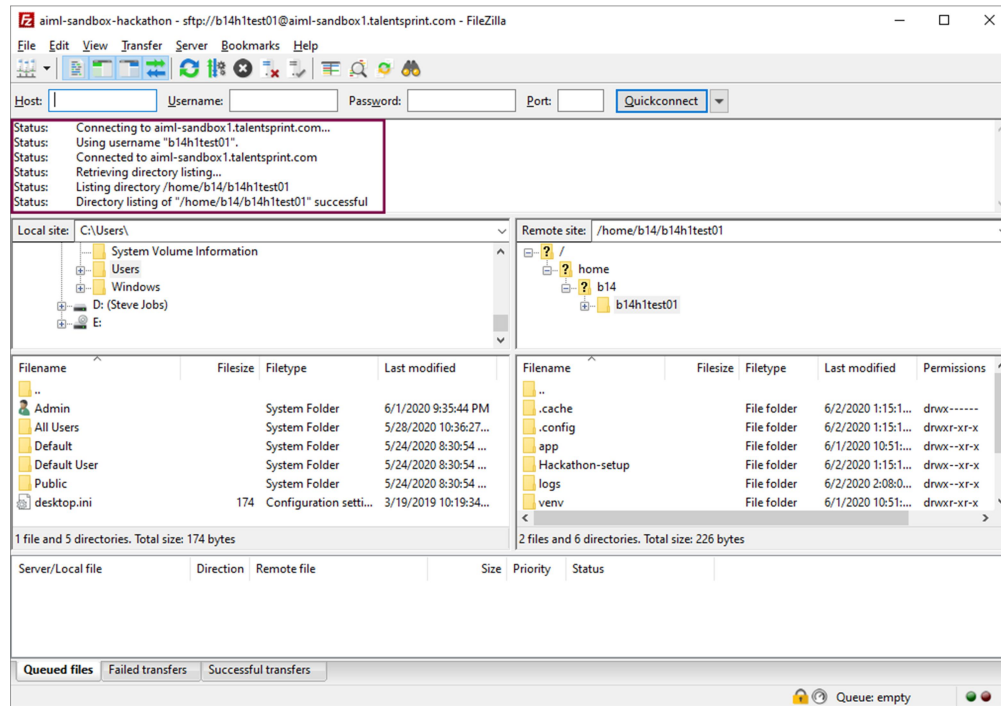 aiml-sandbox-hackathon - sftp://b14h1test01@aiml-sandbox1.talentsprint.com - FileZilla
File Edit View Transfer Server Bookmarks Help
Host: Username: Password: Port: Quickconnect
Status: Connecting to aiml-sandbox1.talentsprint.com...
Status: Using username "b14h1test01".
Status: Connected to aiml-sandbox1.talentsprint.com
Status: Retrieving directory listing...
Status: Listing directory /home/b14/b14h1test01
Status: Directory listing of "/home/b14/b14h1test01" successful
Local site: C:\Users\
System Volume Information
Users
Windows
D: (Steve Jobs)
E:
Remote site: /home/b14/b14h1test01
/
home
b14
b14h1test01
Filename Filesize Filetype Last modified
..
Admin System Folder 6/1/2020 9:35:44 PM
All Users System Folder 5/28/2020 10:36:27...
Default System Folder 5/24/2020 8:30:54 ...
Default User System Folder 5/24/2020 8:30:54 ...
Public System Folder 5/24/2020 8:30:54 ...
desktop.ini 174 Configuration setti... 3/19/2019 10:19:34...
1 file and 5 directories. Total size: 174 bytes
Filename Filesize Filetype Last modified Permissions
..
.cache File folder 6/2/2020 1:15:1... drwx------
.config File folder 6/2/2020 1:15:1... drwxr-xr-x
app File folder 6/1/2020 10:51:... drwx--xr-x
Hackathon-setup File folder 6/2/2020 1:15:1... drwx--xr-x
logs File folder 6/2/2020 2:08:0... drwx--xr-x
venv File folder 6/1/2020 10:51:... drwxr-xr-x
2 files and 6 directories. Total size: 226 bytes
Server/Local file Direction Remote file Size Priority Status
Queued files Failed transfers Successful transfers
Queue: empty